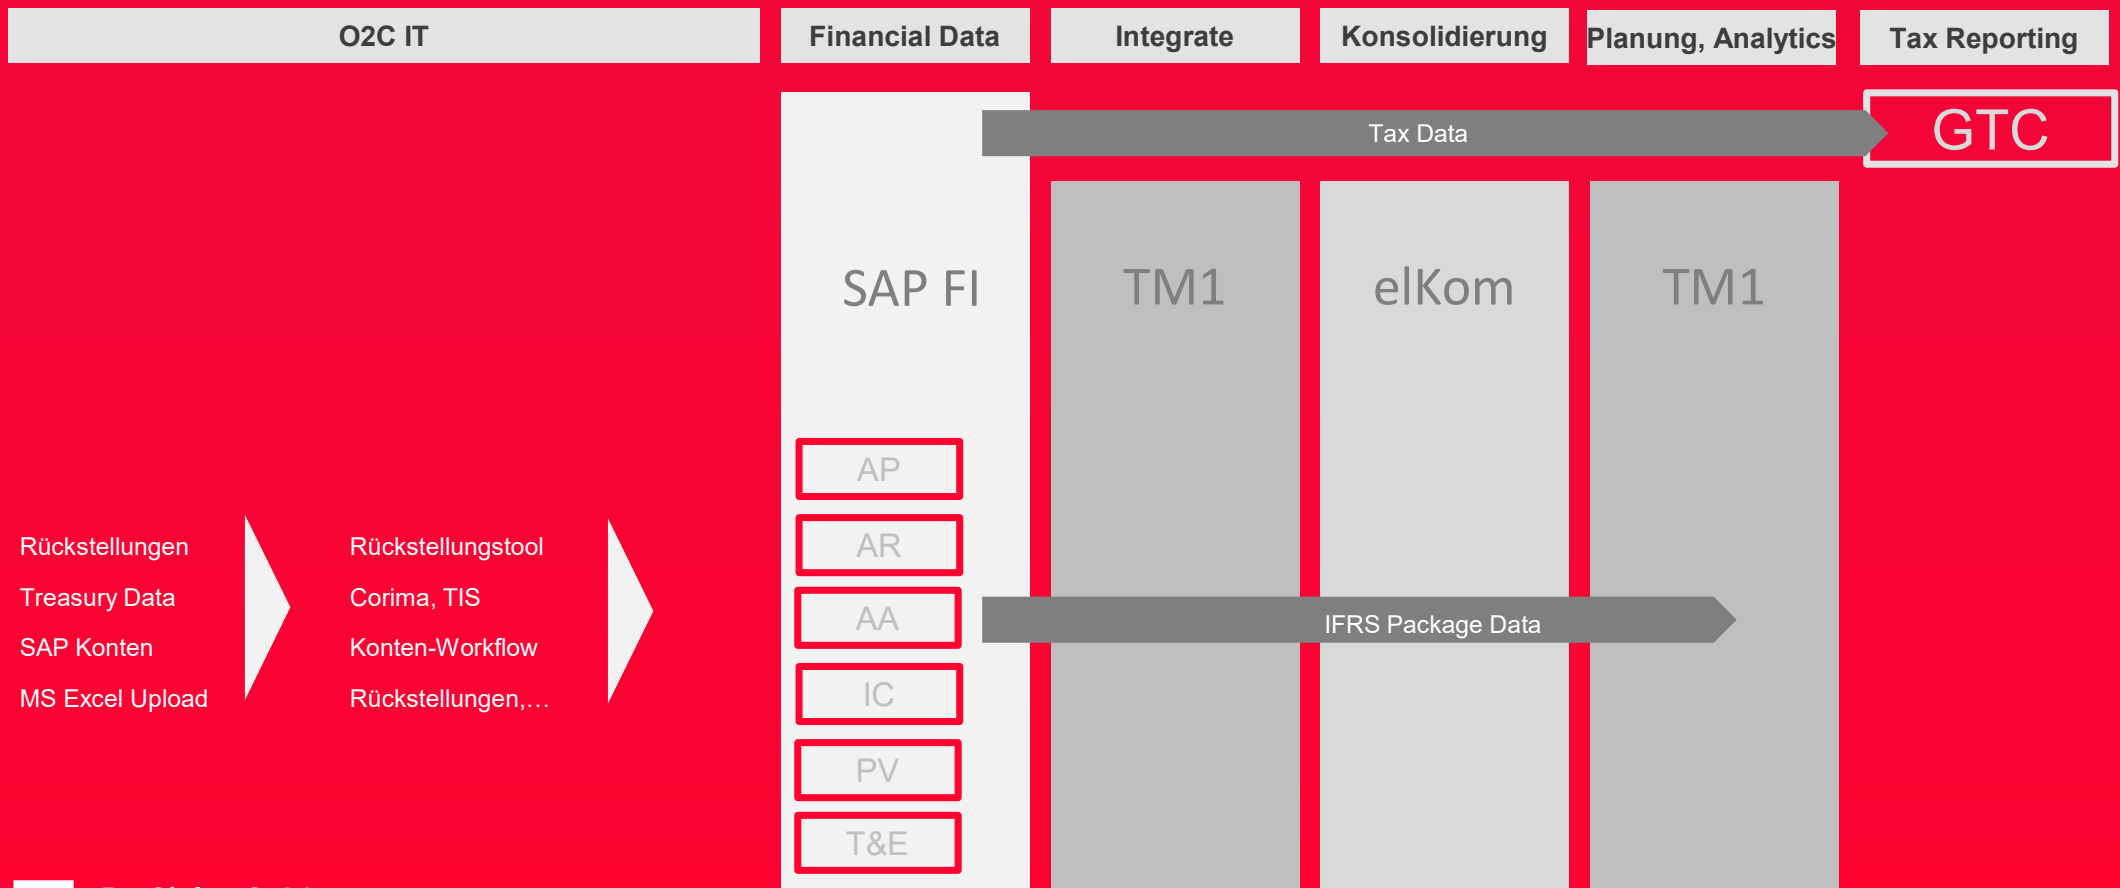 O2C IT
Financial Data
Integrate
Konsolidierung
Planung, Analytics
Tax Reporting
Tax Data
GTC
SAP FI
TM1
elKom
TM1
AP
AR
AA
IC
PV
T&E
Rückstellungen
Treasury Data
SAP Konten
MS Excel Upload
Rückstellungstool
Corima, TIS
Konten-Workflow
Rückstellungen,…
IFRS Package Data